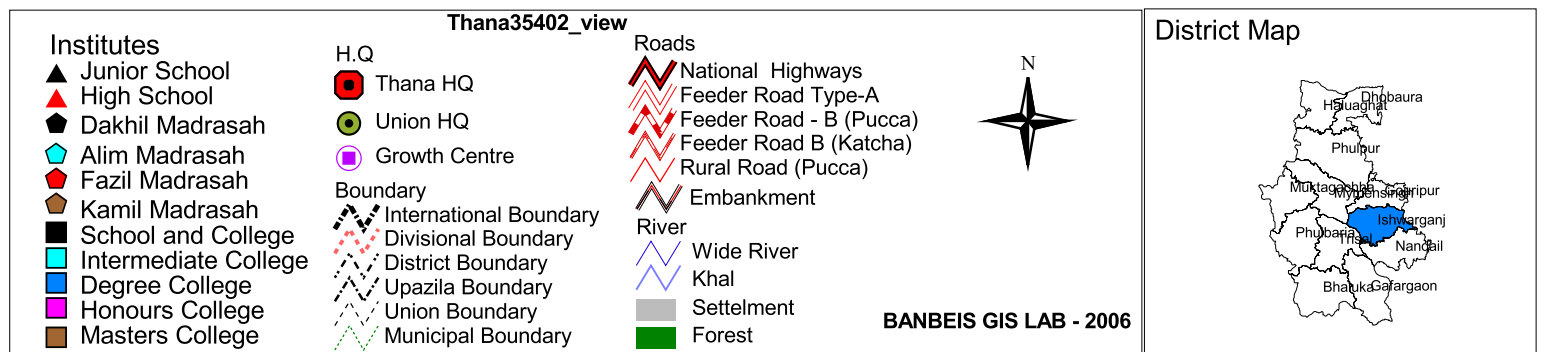 Thana35402_view
Institutes
Junior School
High School
Dakhil Madrasah
Alim Madrasah
Fazil Madrasah
Kamil Madrasah
School and College
Intermediate College
Degree College
Honours College
Masters College
H.Q
Thana HQ
Union HQ
Growth Centre
Boundary
International Boundary
Divisional Boundary
District Boundary
Upazila Boundary
Union Boundary
Municipal Boundary
Roads
National Highways
Feeder Road Type-A
Feeder Road - B (Pucca)
Feeder Road B (Katcha)
Rural Road (Pucca)
Embankment
River
Wide River
Khal
Settelment
Forest
N
BANBEIS GIS LAB - 2006
District Map
Dhobaura
Haluaghat
Phulpur
Muktagachha
Mymensingh
Gouripur
Ishwarganj
Phulbaria
Trisal
Nandail
Bhaluka
Gafargaon